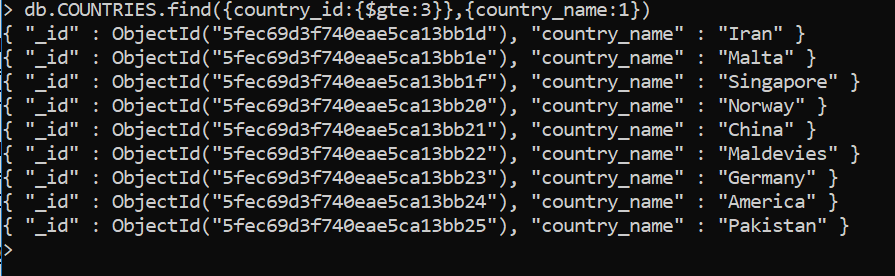 > db.COUNTRIES.find({country_id:{$gte:3}},{country_name:1})
{ "_id" : ObjectId("5fec69d3f740eae5ca13bb1d"), "country_name" : "Iran" }
{ "_id" : ObjectId("5fec69d3f740eae5ca13bb1e"), "country_name" : "Malta" }
{ "_id" : ObjectId("5fec69d3f740eae5ca13bb1f"), "country_name" : "Singapore" }
{ "_id" : ObjectId("5fec69d3f740eae5ca13bb20"), "country_name" : "Norway" }
{ "_id" : ObjectId("5fec69d3f740eae5ca13bb21"), "country_name" : "China" }
{ "_id" : ObjectId("5fec69d3f740eae5ca13bb22"), "country_name" : "Maldevies" }
{ "_id" : ObjectId("5fec69d3f740eae5ca13bb23"), "country_name" : "Germany" }
{ "_id" : ObjectId("5fec69d3f740eae5ca13bb24"), "country_name" : "America" }
{ "_id" : ObjectId("5fec69d3f740eae5ca13bb25"), "country_name" : "Pakistan" }
>